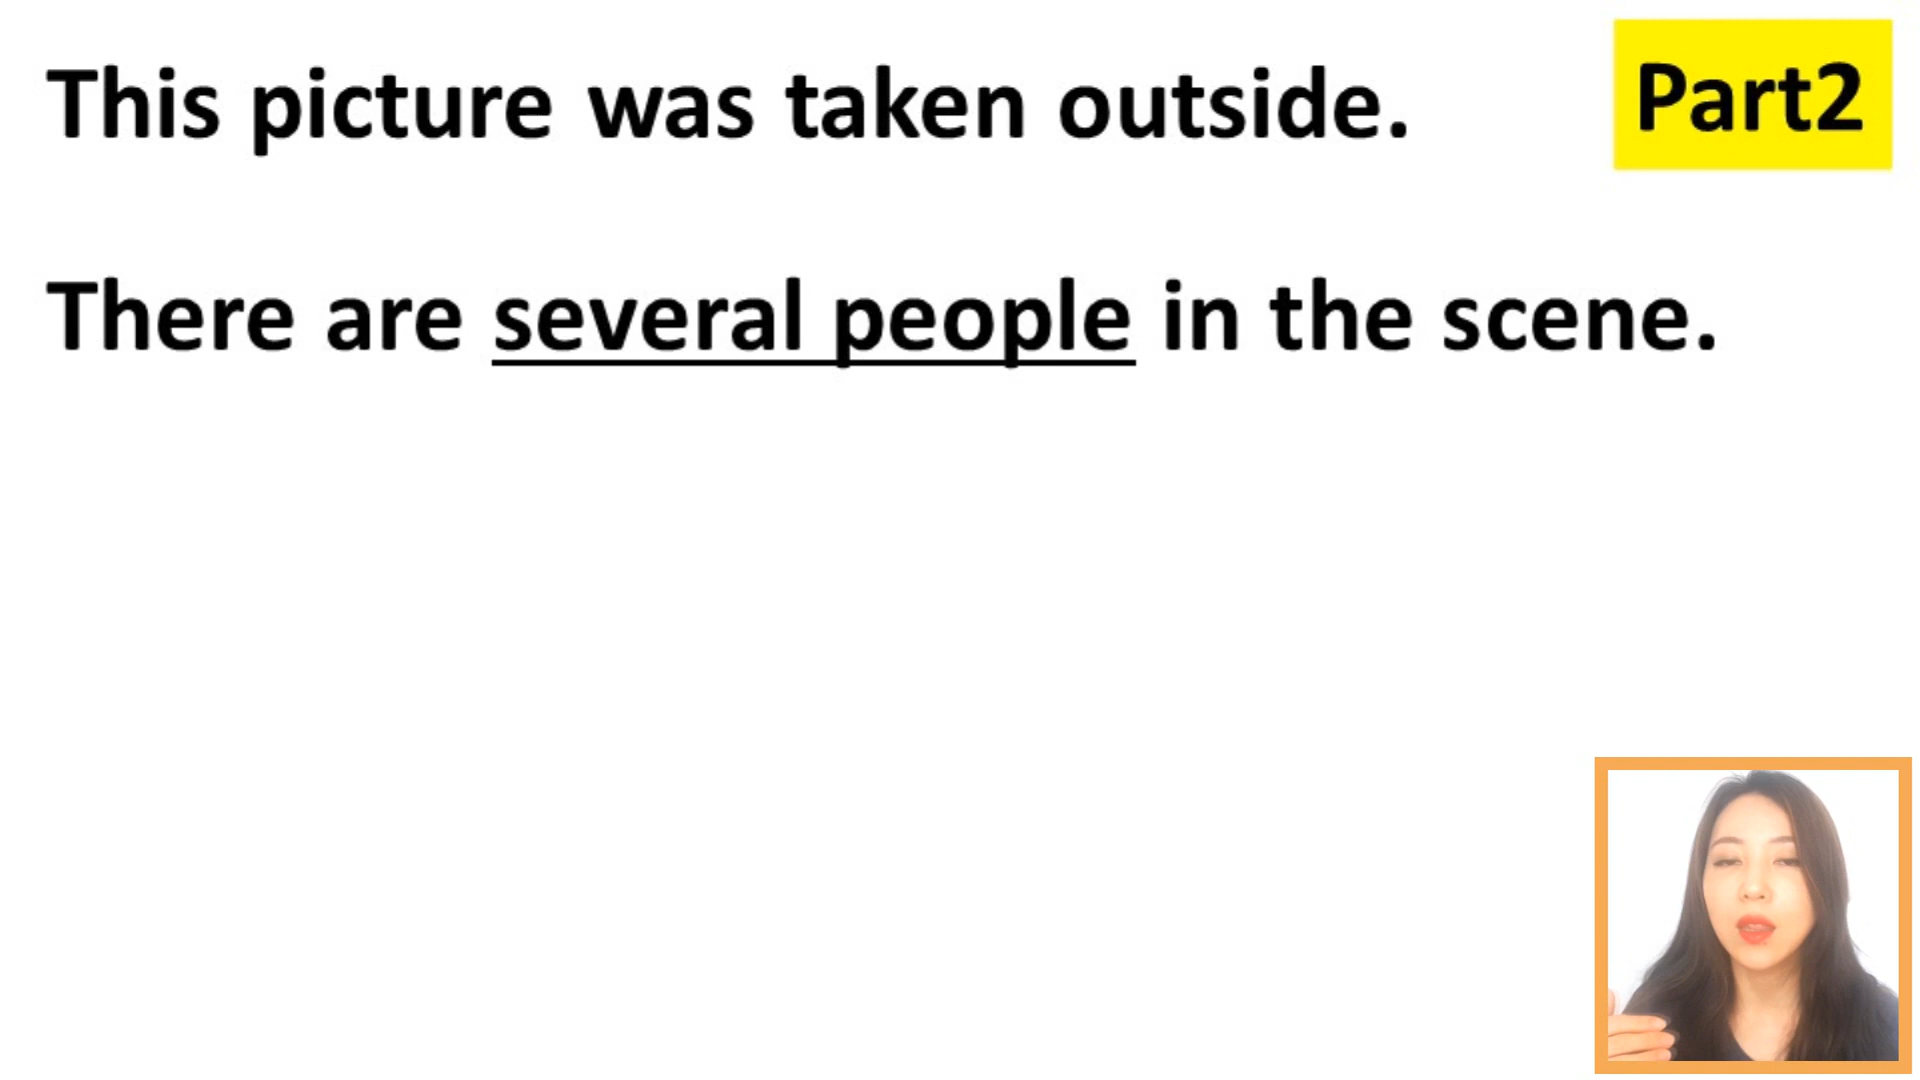 This picture was taken outside.
Part2
There are several people in the scene.